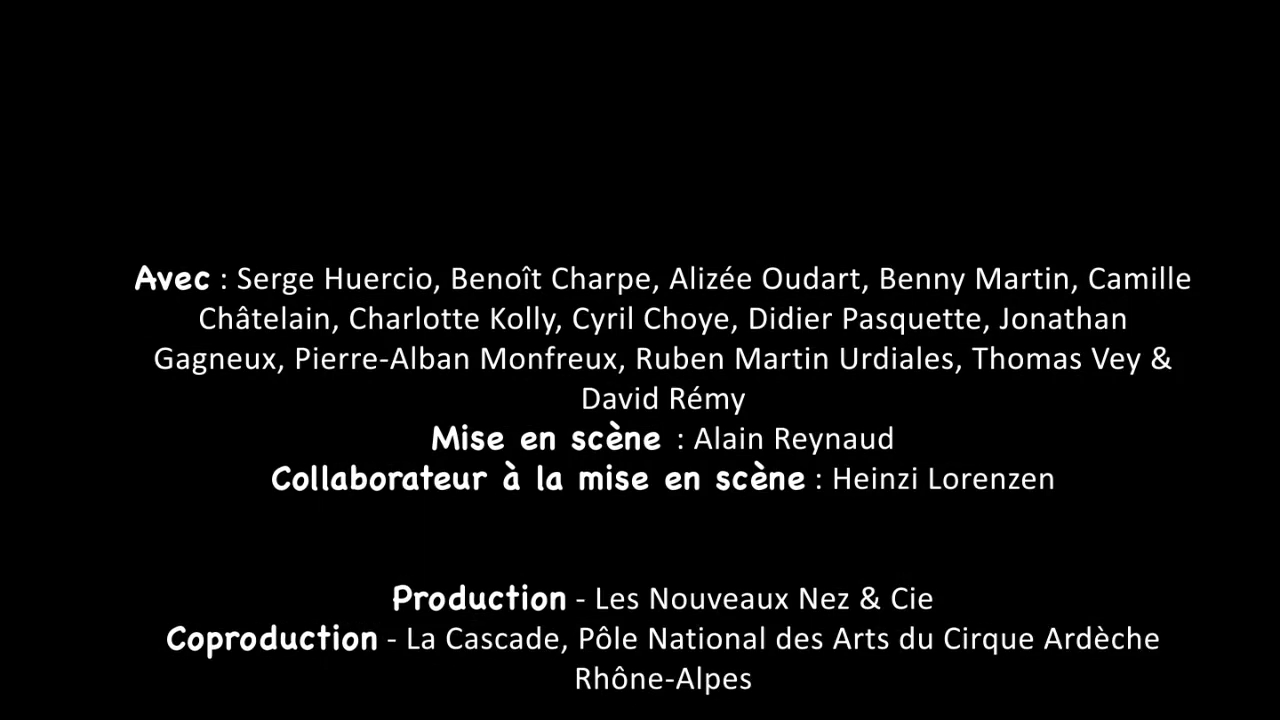 Avec : Serge Huercio, Benoît Charpe, Alizée Oudart, Benny Martin, Camille
Châtelain, Charlotte Kolly, Cyril Choye, Didier Pasquette, Jonathan
Gagneux, Pierre-Alban Monfreux, Ruben Martin Urdiales, Thomas Vey &
David Rémy
Mise en scène : Alain Reynaud
Collaborateur à la mise en scène : Heinzi Lorenzen
Production - Les Nouveaux Nez & Cie
Coproduction - La Cascade, Pôle National des Arts du Cirque Ardèche
Rhône-Alpes